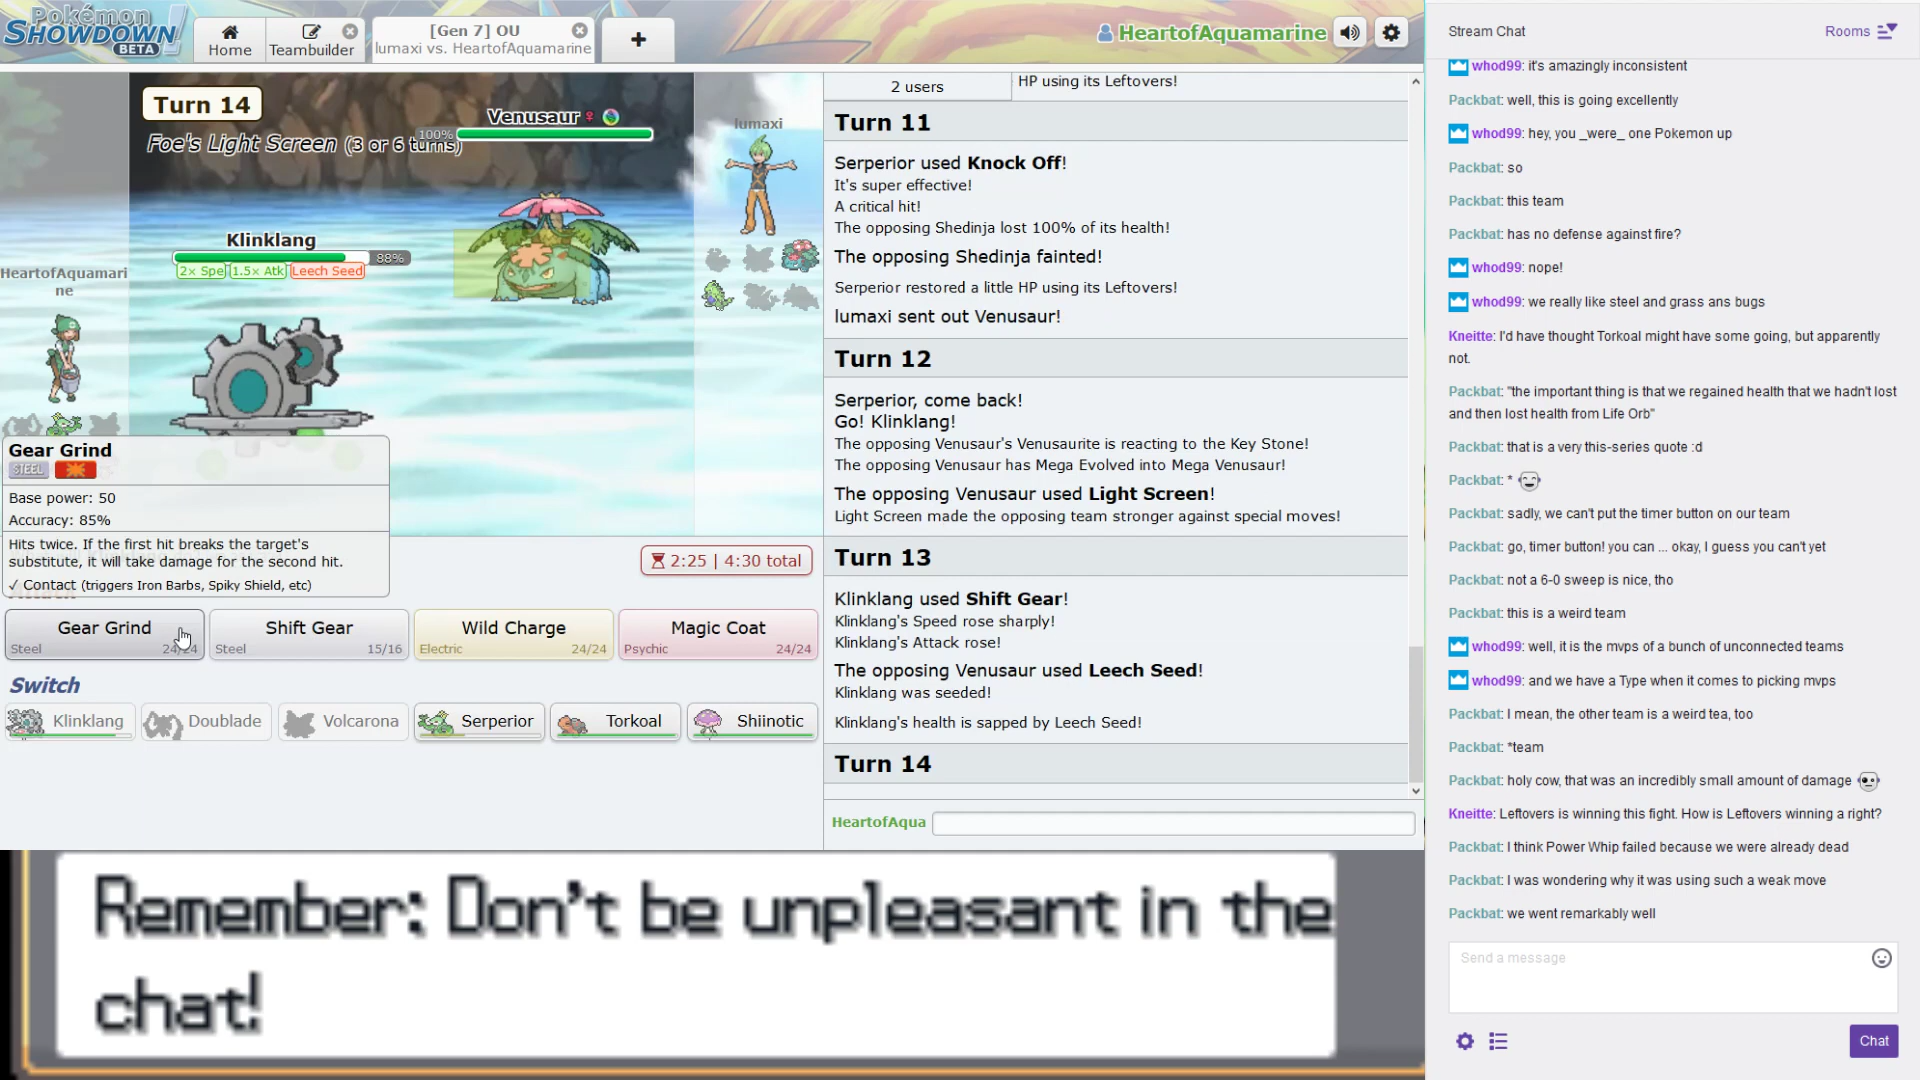 Pokémon
SHOWDOWN
BETA
Home
Teambuilder
[Gen 7] OU
lumaxi vs. HeartofAquamarine
+
HeartofAquamarine
Turn 14
Foe's Light Screen (3 or 6 turns)
Venusaur ♀
100%
lumaxi
Klinklang
88%
2× Spe 1.5× Atk Leech Seed
HeartofAquamari
ne
Gear Grind
STEEL
Base power: 50
Accuracy: 85%
Hits twice. If the first hit breaks the target's
substitute, it will take damage for the second hit.
✓ Contact (triggers Iron Barbs, Spiky Shield, etc)
2:25 | 4:30 total
Gear Grind
Steel 24/24
Shift Gear
Steel 15/16
Wild Charge
Electric 24/24
Magic Coat
Psychic 24/24
Switch
Klinklang
Doublade
Volcarona
Serperior
Torkoal
Shiinotic
2 users
HP using its Leftovers!
Turn 11
Serperior used Knock Off!
It's super effective!
A critical hit!
The opposing Shedinja lost 100% of its health!
The opposing Shedinja fainted!
Serperior restored a little HP using its Leftovers!
lumaxi sent out Venusaur!
Turn 12
Serperior, come back!
Go! Klinklang!
The opposing Venusaur's Venusaurite is reacting to the Key Stone!
The opposing Venusaur has Mega Evolved into Mega Venusaur!
The opposing Venusaur used Light Screen!
Light Screen made the opposing team stronger against special moves!
Turn 13
Klinklang used Shift Gear!
Klinklang's Speed rose sharply!
Klinklang's Attack rose!
The opposing Venusaur used Leech Seed!
Klinklang was seeded!
Klinklang's health is sapped by Leech Seed!
Turn 14
HeartofAqua
Remember: Don't be unpleasant in the
chat!
Stream Chat
Rooms
whod99: it's amazingly inconsistent
Packbat: well, this is going excellently
whod99: hey, you _were_ one Pokemon up
Packbat: so
Packbat: this team
Packbat: has no defense against fire?
whod99: nope!
whod99: we really like steel and grass ans bugs
Kneitte: I'd have thought Torkoal might have some going, but apparently
not.
Packbat: "the important thing is that we regained health that we hadn't lost
and then lost health from Life Orb"
Packbat: that is a very this-series quote :d
Packbat: *
Packbat: sadly, we can't put the timer button on our team
Packbat: go, timer button! you can ... okay, I guess you can't yet
Packbat: not a 6-0 sweep is nice, tho
Packbat: this is a weird team
whod99: well, it is the mvps of a bunch of unconnected teams
whod99: and we have a Type when it comes to picking mvps
Packbat: I mean, the other team is a weird tea, too
Packbat: *team
Packbat: holy cow, that was an incredibly small amount of damage
Kneitte: Leftovers is winning this fight. How is Leftovers winning a right?
Packbat: I think Power Whip failed because we were already dead
Packbat: I was wondering why it was using such a weak move
Packbat: we went remarkably well
Send a message
Chat